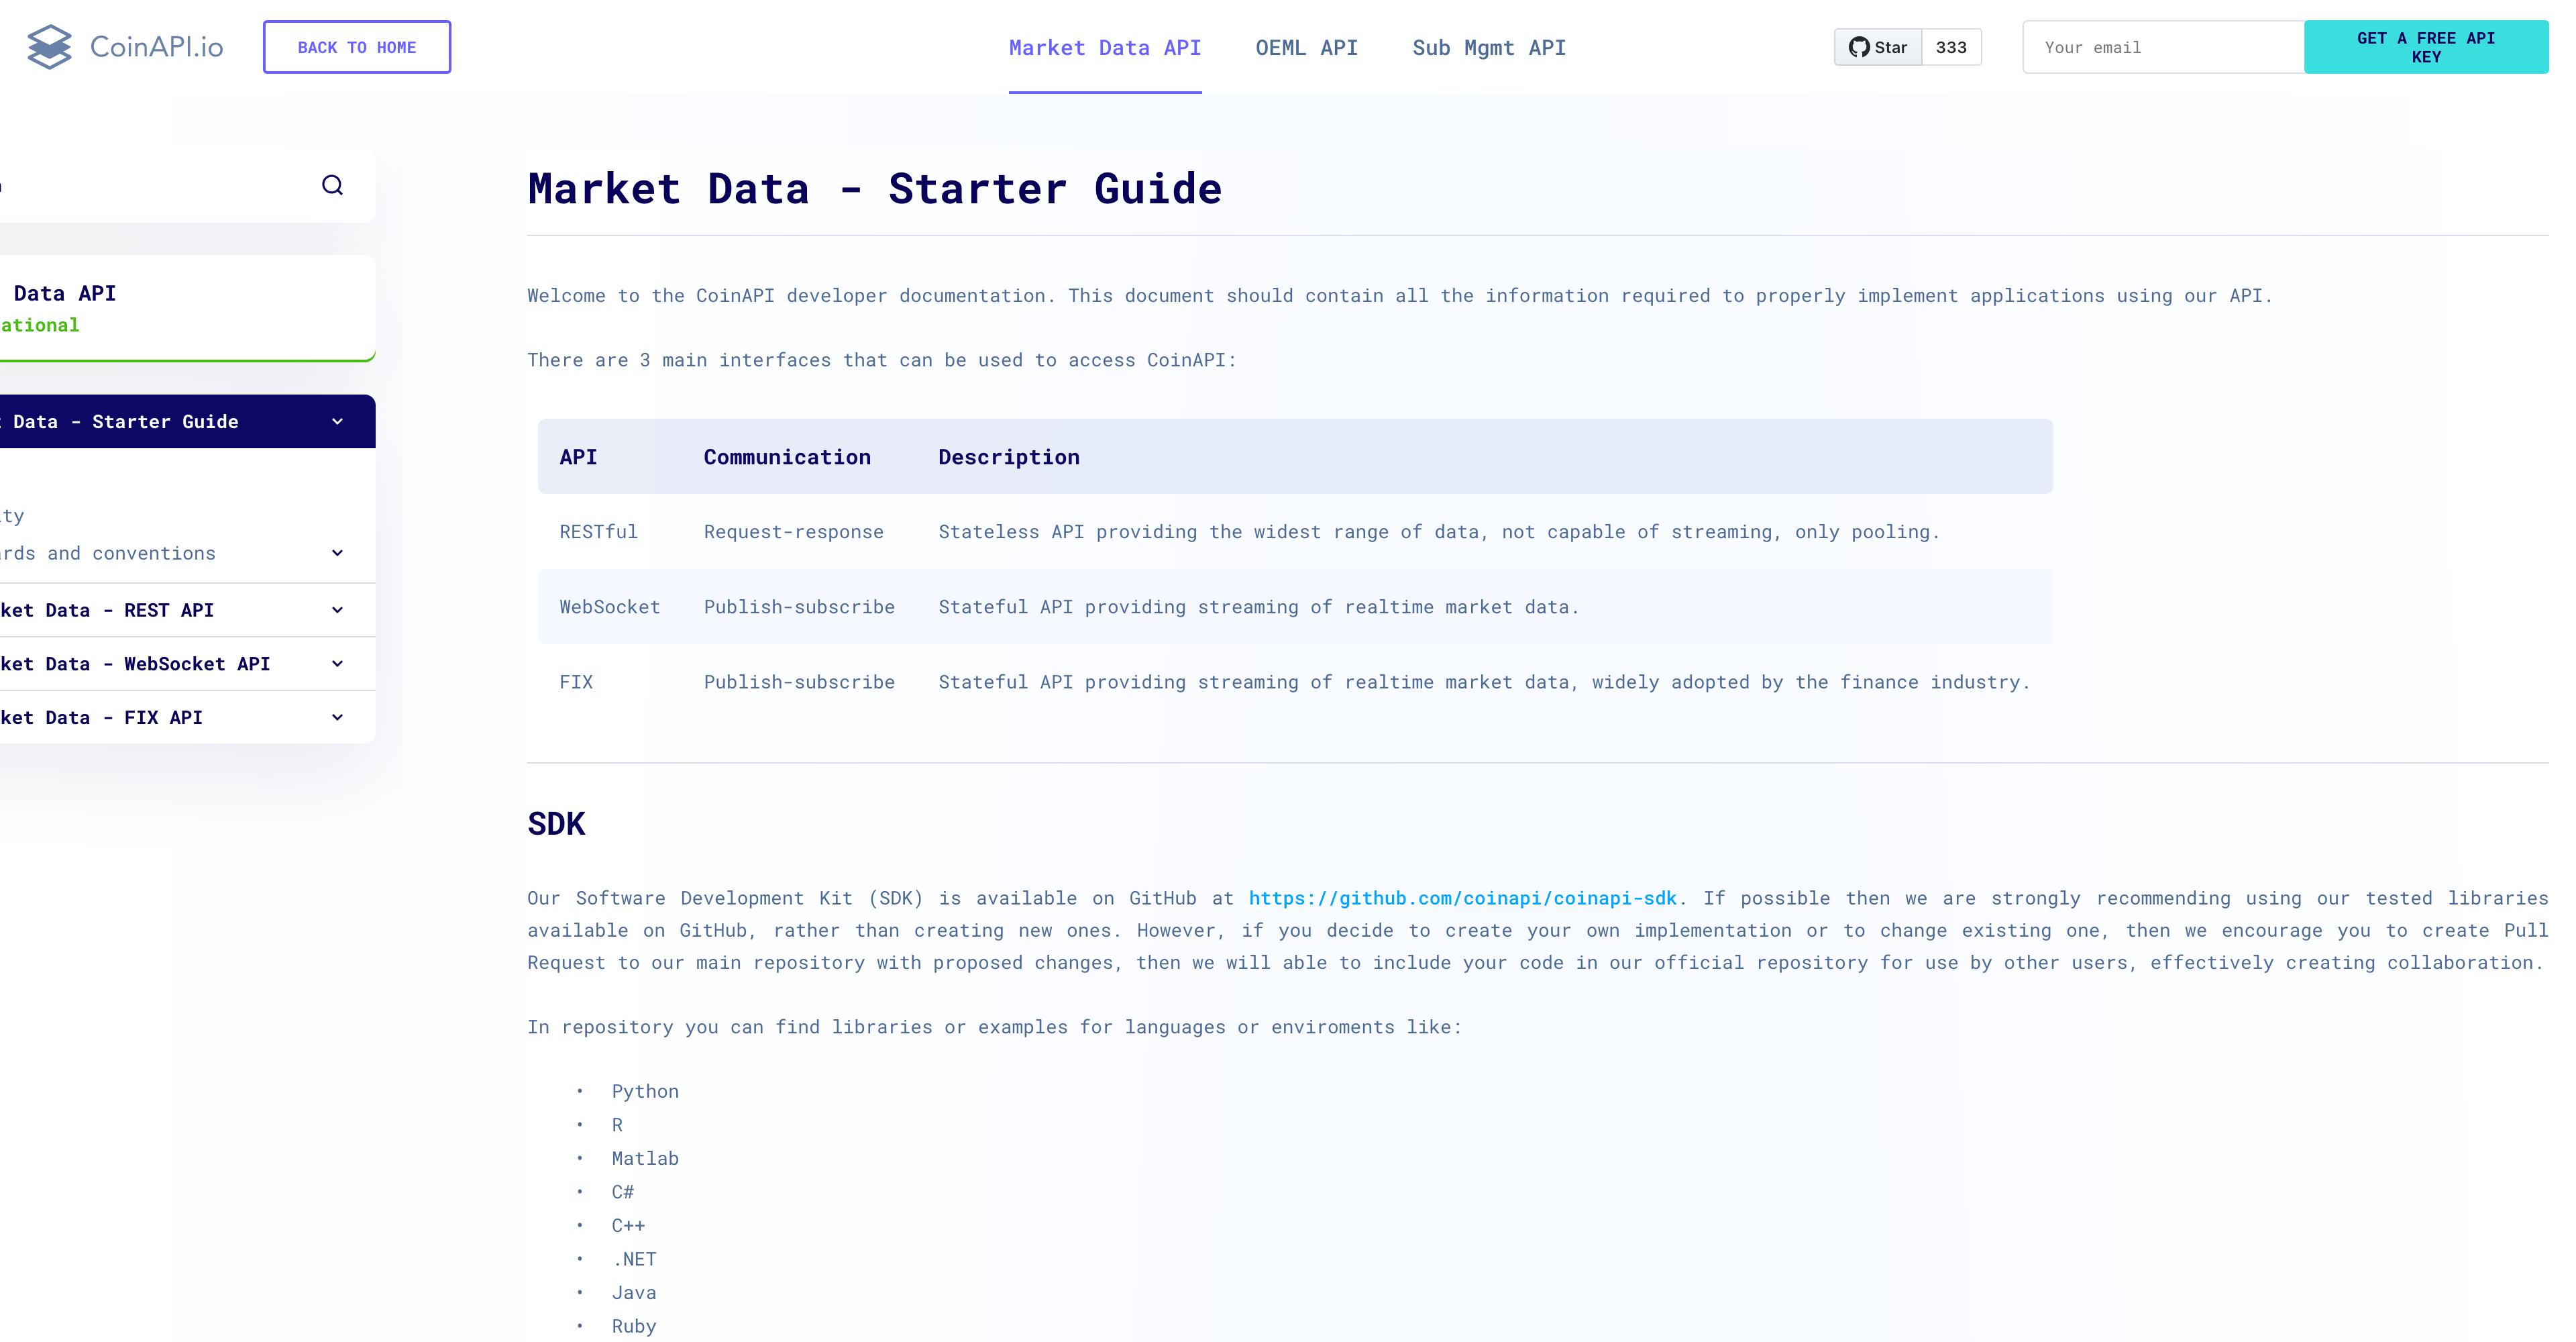 CoinAPI.io
BACK TO HOME
Market Data API
OEML API
Sub Mgmt API
Star
333
Your email
GET A FREE API
KEY
Data API
ational
Data - Starter Guide
ty
rds and conventions
ket Data - REST API
ket Data - WebSocket API
ket Data - FIX API
Market Data - Starter Guide
Welcome to the CoinAPI developer documentation. This document should contain all the information required to properly implement applications using our API.
There are 3 main interfaces that can be used to access CoinAPI:
API Communication Description
RESTful Request-response Stateless API providing the widest range of data, not capable of streaming, only pooling.
WebSocket Publish-subscribe Stateful API providing streaming of realtime market data.
FIX Publish-subscribe Stateful API providing streaming of realtime market data, widely adopted by the finance industry.
SDK
Our Software Development Kit (SDK) is available on GitHub at https://github.com/coinapi/coinapi-sdk. If possible then we are strongly recommending using our tested libraries
available on GitHub, rather than creating new ones. However, if you decide to create your own implementation or to change existing one, then we encourage you to create Pull
Request to our main repository with proposed changes, then we will able to include your code in our official repository for use by other users, effectively creating collaboration.
In repository you can find libraries or examples for languages or enviroments like:
• Python
• R
• Matlab
• C#
• C++
• .NET
• Java
• Ruby